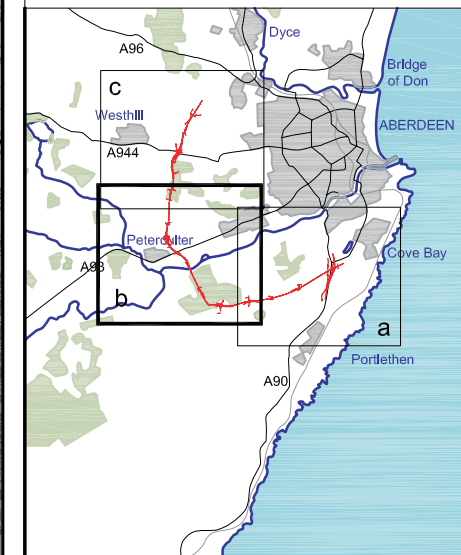 Dyce
A96
Bridge
of Don
c
Westhill
ABERDEEN
A944
Peterculter
Cove Bay
A93
b
a
Portlethen
A90